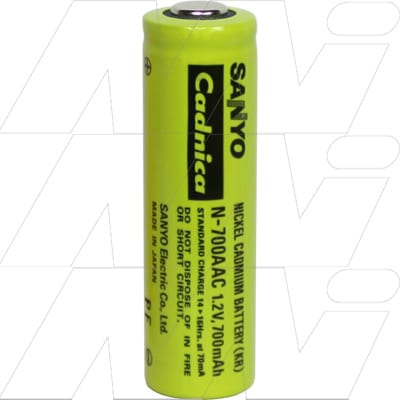 SANYO
Cadnica
NICKEL CADMIUM BATTERY (KR)
N-700AAC 1.2V, 700mAh
STANDARD CHARGE 14~16Hrs. at 70mA
DO NOT DISPOSE OF IN FIRE
OR SHORT CIRCUIT.
SANYO Electric Co., Ltd.
MADE IN JAPAN